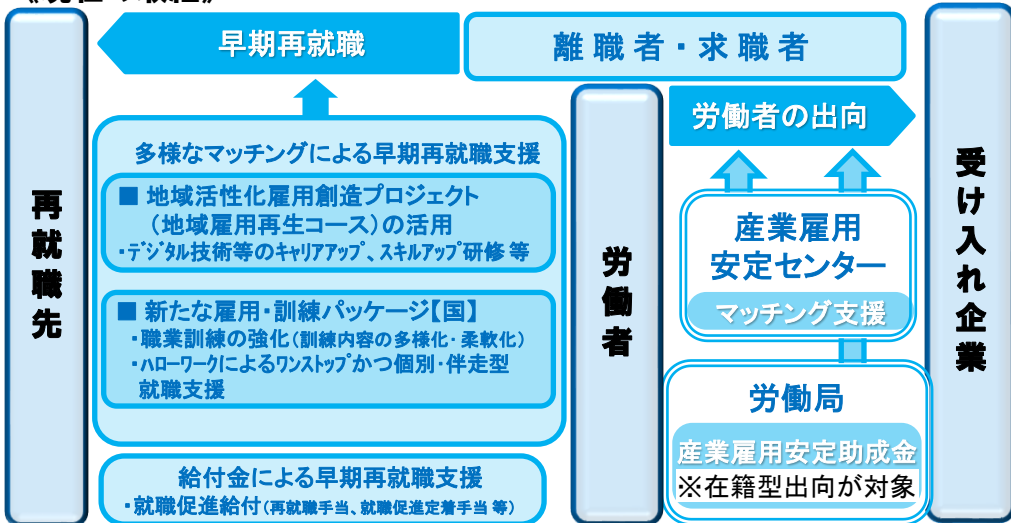 早期再就職
離職者・求職者
再就職先
多様なマッチングによる早期再就職支援
■ 地域活性化雇用創造プロジェクト
（地域雇用再生コース）の活用
・デジタル技術等のキャリアアップ、スキルアップ研修 等
■ 新たな雇用・訓練パッケージ【国】
・職業訓練の強化（訓練内容の多様化・柔軟化）
・ハローワークによるワンストップかつ個別・伴走型
就職支援
給付金による早期再就職支援
・就職促進給付（再就職手当、就職促進定着手当 等）
労働者
労働者の出向
産業雇用
安定センター
マッチング支援
労働局
産業雇用安定助成金
※在籍型出向が対象
受け入れ企業